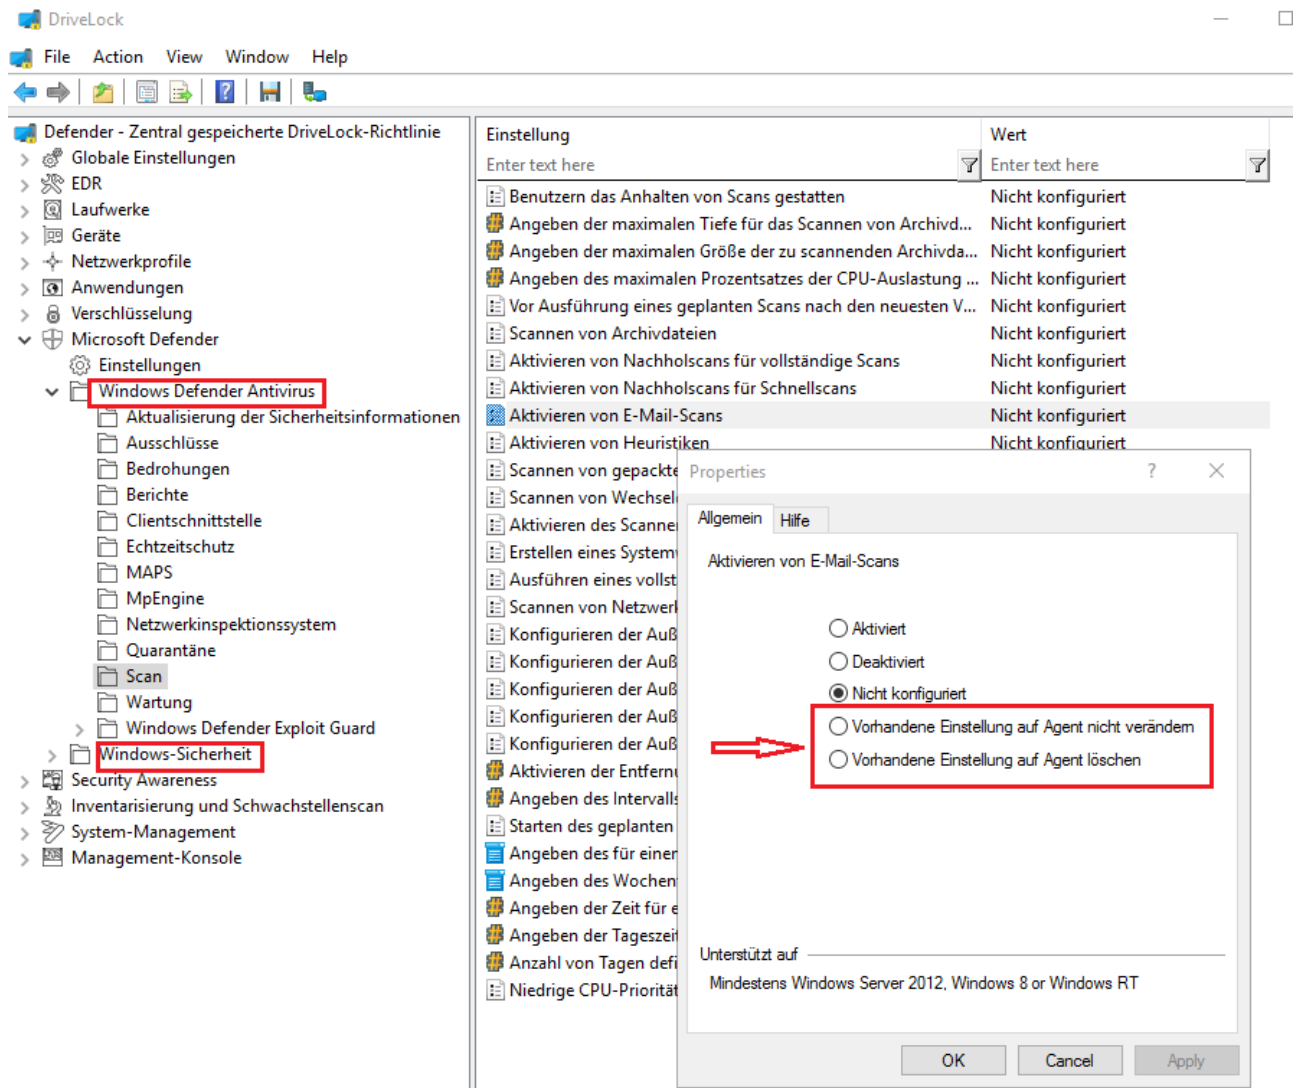 DriveLock
File Action View Window Help
Defender - Zentral gespeicherte DriveLock-Richtlinie
Globale Einstellungen
EDR
Laufwerke
Geräte
Netzwerkprofile
Anwendungen
Verschlüsselung
Microsoft Defender
Einstellungen
Windows Defender Antivirus
Aktualisierung der Sicherheitsinformationen
Ausschlüsse
Bedrohungen
Berichte
Clientschnittstelle
Echtzeitschutz
MAPS
MpEngine
Netzwerkinspektionssystem
Quarantäne
Scan
Wartung
Windows Defender Exploit Guard
Windows-Sicherheit
Security Awareness
Inventarisierung und Schwachstellenscan
System-Management
Management-Konsole
Einstellung Wert
Enter text here Enter text here
Benutzern das Anhalten von Scans gestatten Nicht konfiguriert
Angeben der maximalen Tiefe für das Scannen von Archivd... Nicht konfiguriert
Angeben der maximalen Größe der zu scannenden Archivda... Nicht konfiguriert
Angeben des maximalen Prozentsatzes der CPU-Auslastung ... Nicht konfiguriert
Vor Ausführung eines geplanten Scans nach den neuesten V... Nicht konfiguriert
Scannen von Archivdateien Nicht konfiguriert
Aktivieren von Nachholscans für vollständige Scans Nicht konfiguriert
Aktivieren von Nachholscans für Schnellscans Nicht konfiguriert
Aktivieren von E-Mail-Scans Nicht konfiguriert
Aktivieren von Heuristiken Nicht konfiguriert
Scannen von gepackte
Scannen von Wechsel
Aktivieren des Scanne
Erstellen eines System
Ausführen eines vollst
Scannen von Netzwerk
Konfigurieren der Auß
Konfigurieren der Auß
Konfigurieren der Auß
Konfigurieren der Auß
Konfigurieren der Auß
Aktivieren der Entfern
Angeben des Intervalls
Starten des geplanten
Angeben des für einen
Angeben des Wochen
Angeben der Zeit für e
Angeben der Tageszeit
Anzahl von Tagen defi
Niedrige CPU-Priorität
Properties ?
Allgemein Hilfe
Aktivieren von E-Mail-Scans
Aktiviert
Deaktiviert
Nicht konfiguriert
Vorhandene Einstellung auf Agent nicht verändern
Vorhandene Einstellung auf Agent löschen
Unterstützt auf
Mindestens Windows Server 2012, Windows 8 or Windows RT
OK Cancel Apply